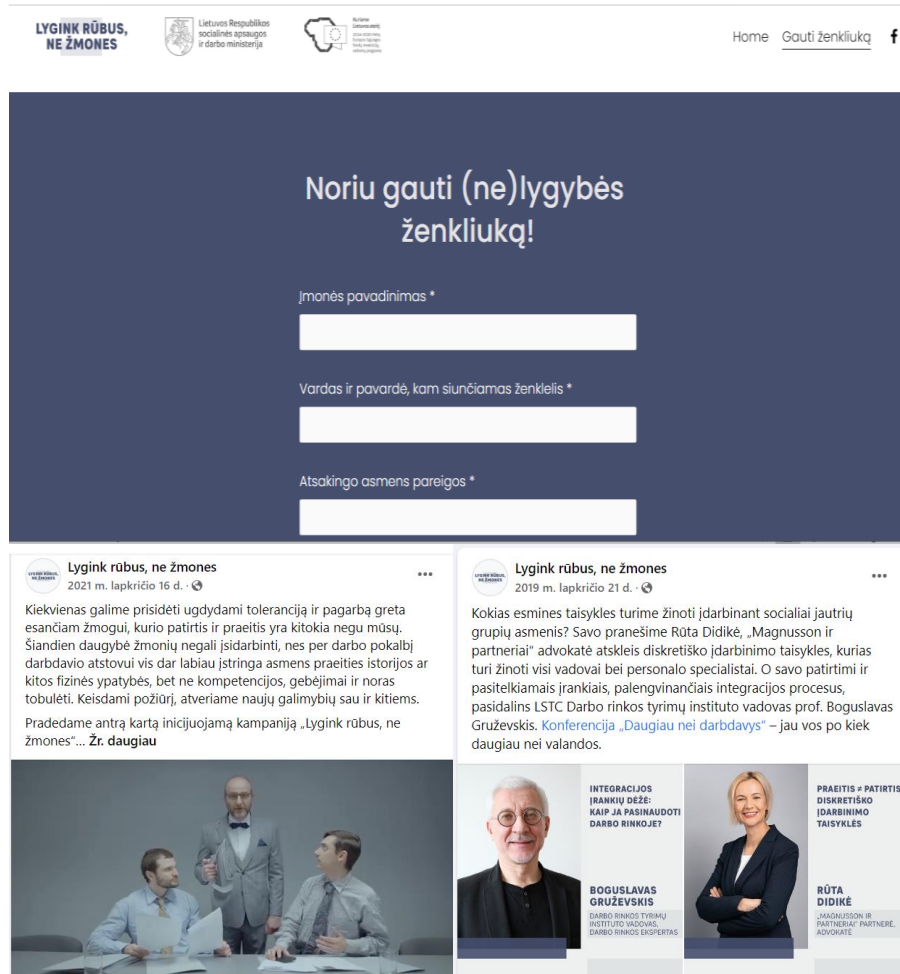 LYGINK RŪBUS,
NE ŽMONES
Lietuvos Respublikos
socialinės apsaugos
ir darbo ministerija
Kuriame
Lietuvos ateitį
Home Gauti ženkliuką f
Noriu gauti (ne)lygybės
ženkliuką!
Įmonės pavadinimas *
Vardas ir pavardė, kam siunčiamas ženklelis *
Atsakingo asmens pareigos *
Lygink rūbus, ne žmones
2021 m. lapkričio 16 d. ·
Kiekvienas galime prisidėti ugdydami toleranciją ir pagarbą greta
esančiam žmogui, kurio patirtis ir praeitis yra kitokia negu mūsų.
Šiandien daugybė žmonių negali įsidarbinti, nes per darbo pokalbį
darbdavio atstovui vis dar labiau įstringa asmens praeities istorijos ar
kitos fizinės ypatybės, bet ne kompetencijos, gebėjimai ir noras
tobulėti. Keisdami požiūrį, atveriame naujų galimybių sau ir kitiems.
Pradedame antrą kartą inicijuojamą kampaniją „Lygink rūbus, ne
žmones“... Žr. daugiau
Lygink rūbus, ne žmones
2019 m. lapkričio 21 d. ·
Kokias esmines taisykles turime žinoti įdarbinant socialiai jautrių
grupių asmenis? Savo pranešime Rūta Didikė, „Magnusson ir
partneriai“ advokatė atskleis diskretiško įdarbinimo taisykles, kurias
turi žinoti visi vadovai bei personalo specialistai. O savo patirtimi ir
pasitelkiamais įrankiais, palengvinančiais integracijos procesus,
pasidalins LSTC Darbo rinkos tyrimų instituto vadovas prof. Boguslavas
Gruževskis. Konferencija „Daugiau nei darbdavys“ – jau vos po kiek
daugiau nei valandos.
INTEGRACIJOS
ĮRANKIŲ DĖŽĖ:
KAIP JA PASINAUDOTI
DARBO RINKOJE?
BOGUSLAVAS
GRUŽEVSKIS
DARBO RINKOS TYRIMŲ
INSTITUTO VADOVAS,
DARBO RINKOS EKSPERTAS
PRAEITIS ≠ PATIRTIS
DISKRETIŠKO
ĮDARBINIMO
TAISYKLĖS
RŪTA
DIDIKĖ
„MAGNUSSON IR
PARTNERIAI“ PARTNERĖ,
ADVOKATĖ